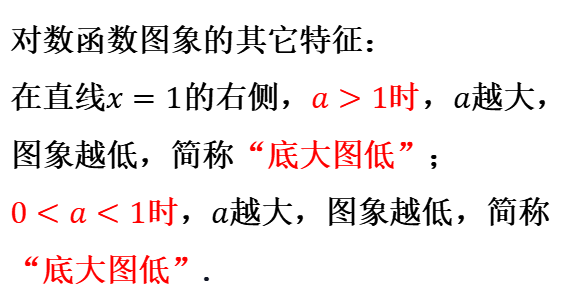 对数函数图象的其它特征：
在直线x = 1的右侧，a > 1时，a越大，
图象越低，简称“底大图低”；
0 < a < 1时，a越大，图象越低，简称
“底大图低”.